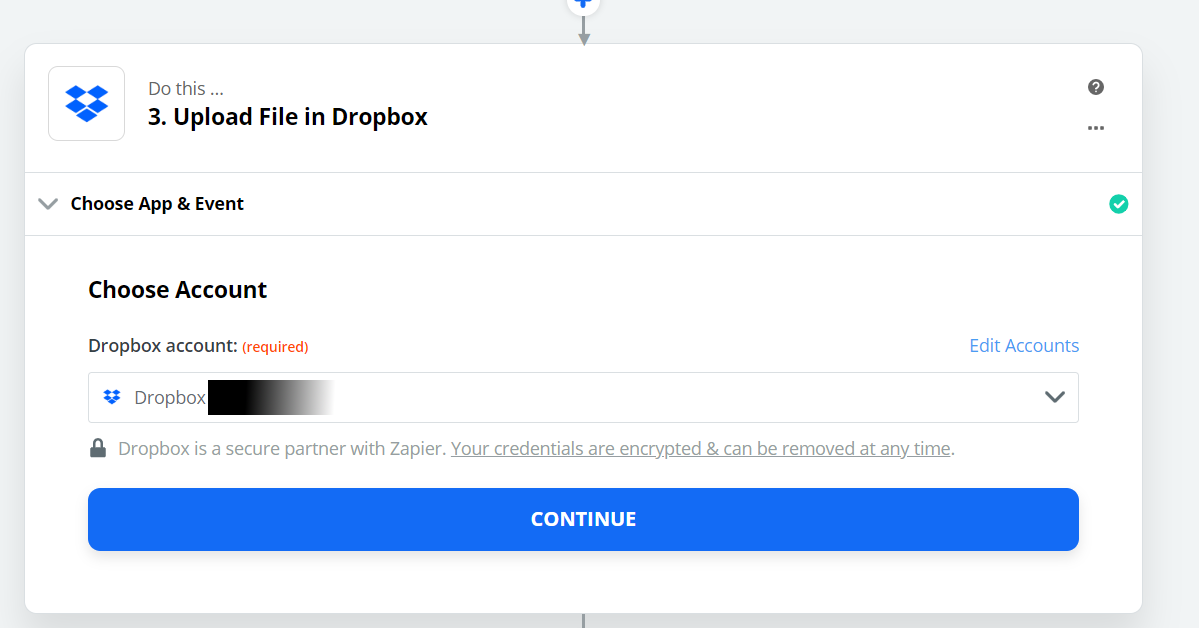 Do this ...
3. Upload File in Dropbox
Choose App & Event
Choose Account
Dropbox account: (required)
Edit Accounts
Dropbox
Dropbox is a secure partner with Zapier. Your credentials are encrypted & can be removed at any time.
CONTINUE